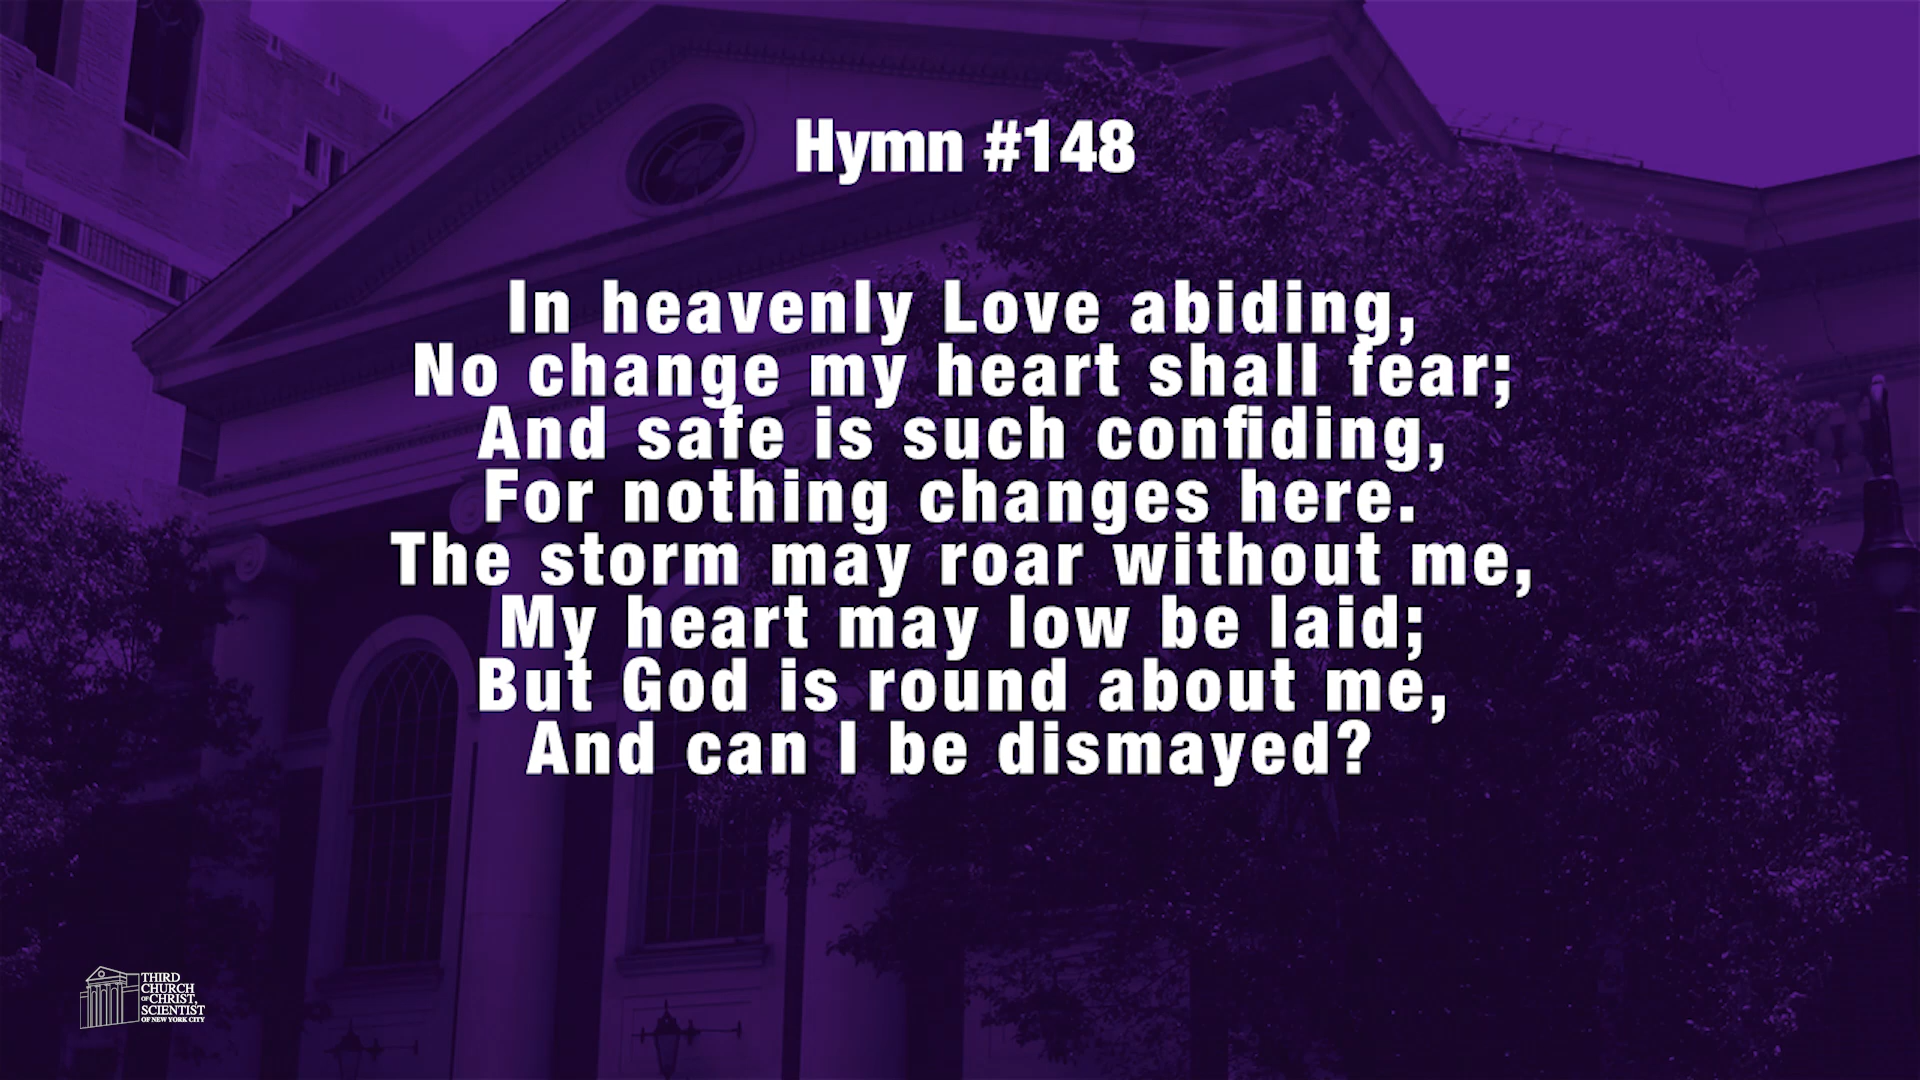 Hymn #148
In heavenly Love abiding,
No change my heart shall fear;
And safe is such confiding,
For nothing changes here.
The storm may roar without me,
My heart may low be laid;
But God is round about me,
And can I be dismayed?
THIRD
CHURCH
OF CHRIST,
SCIENTIST
OF NEW YORK CITY